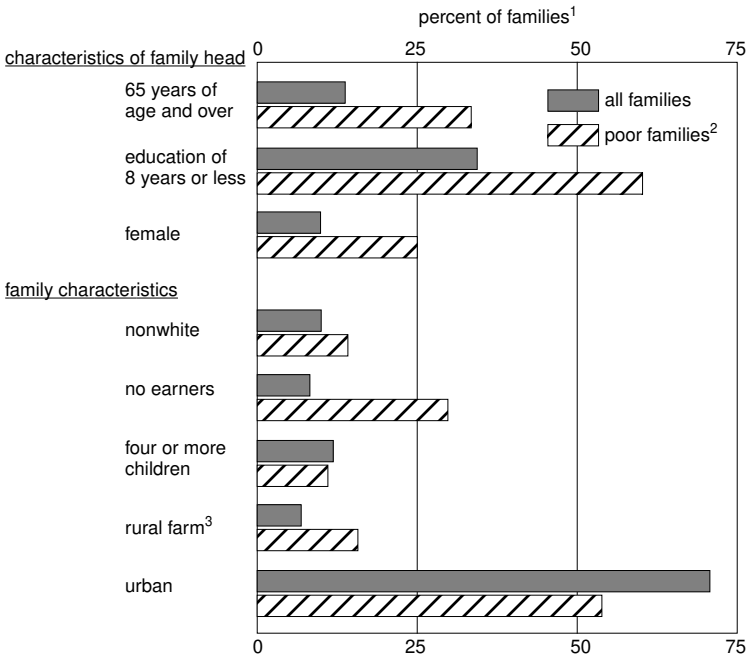 percent of families¹
0 25 50 75
characteristics of family head
65 years of
age and over
all families
poor families²
education of
8 years or less
female
family characteristics
nonwhite
no earners
four or more
children
rural farm³
urban
0 25 50 75